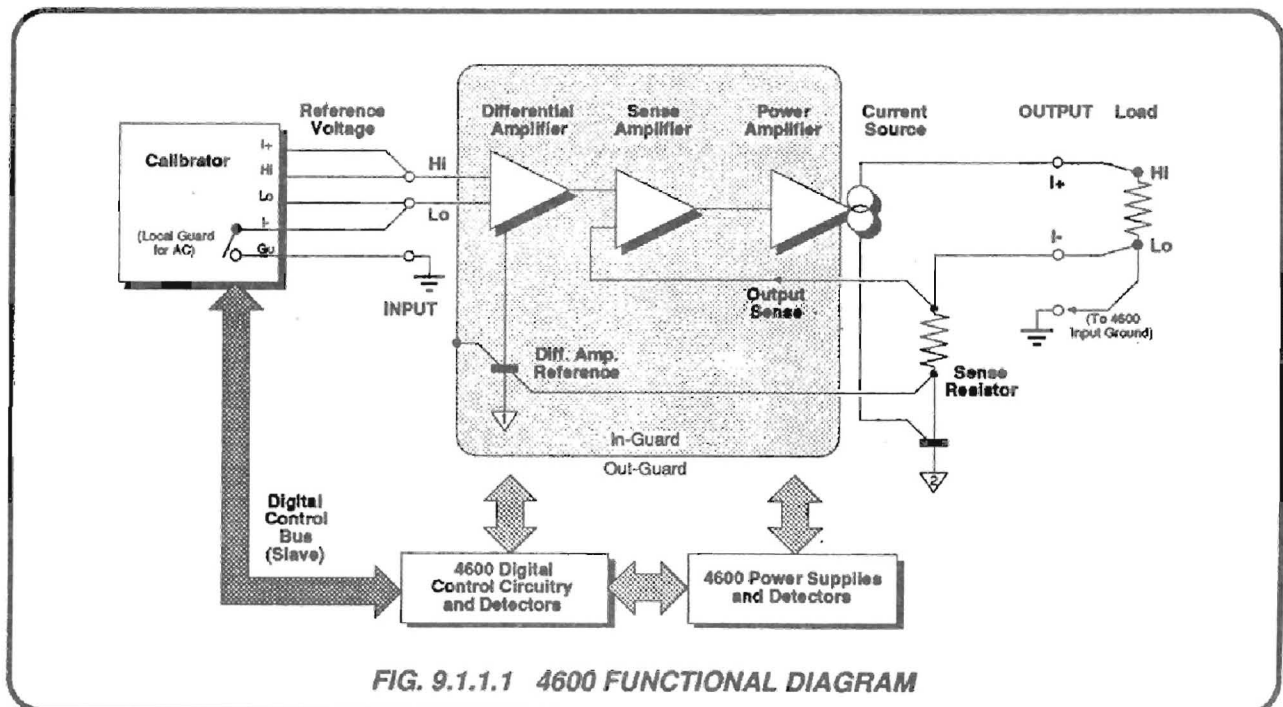 Calibrator
I+
Hi
Lo
I-
Gu
(Local Guard
for AC)
Reference
Voltage
Hi
Lo
INPUT
Differential
Amplifier
Sense
Amplifier
Power
Amplifier
Current
Source
OUTPUT
Load
I+
I-
Hi
Lo
(To 4600
Input Ground)
Output
Sense
Sense
Resistor
Diff. Amp.
Reference
1
2
In-Guard
Out-Guard
Digital
Control
Bus
(Slave)
4600 Digital
Control Circuitry
and Detectors
4600 Power Supplies
and Detectors
FIG. 9.1.1.1 4600 FUNCTIONAL DIAGRAM